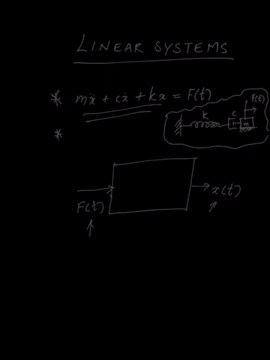 LINEAR SYSTEMS
* mẍ + cẋ + kx = F(t)
k c m F(t)
*
F(t) x(t)